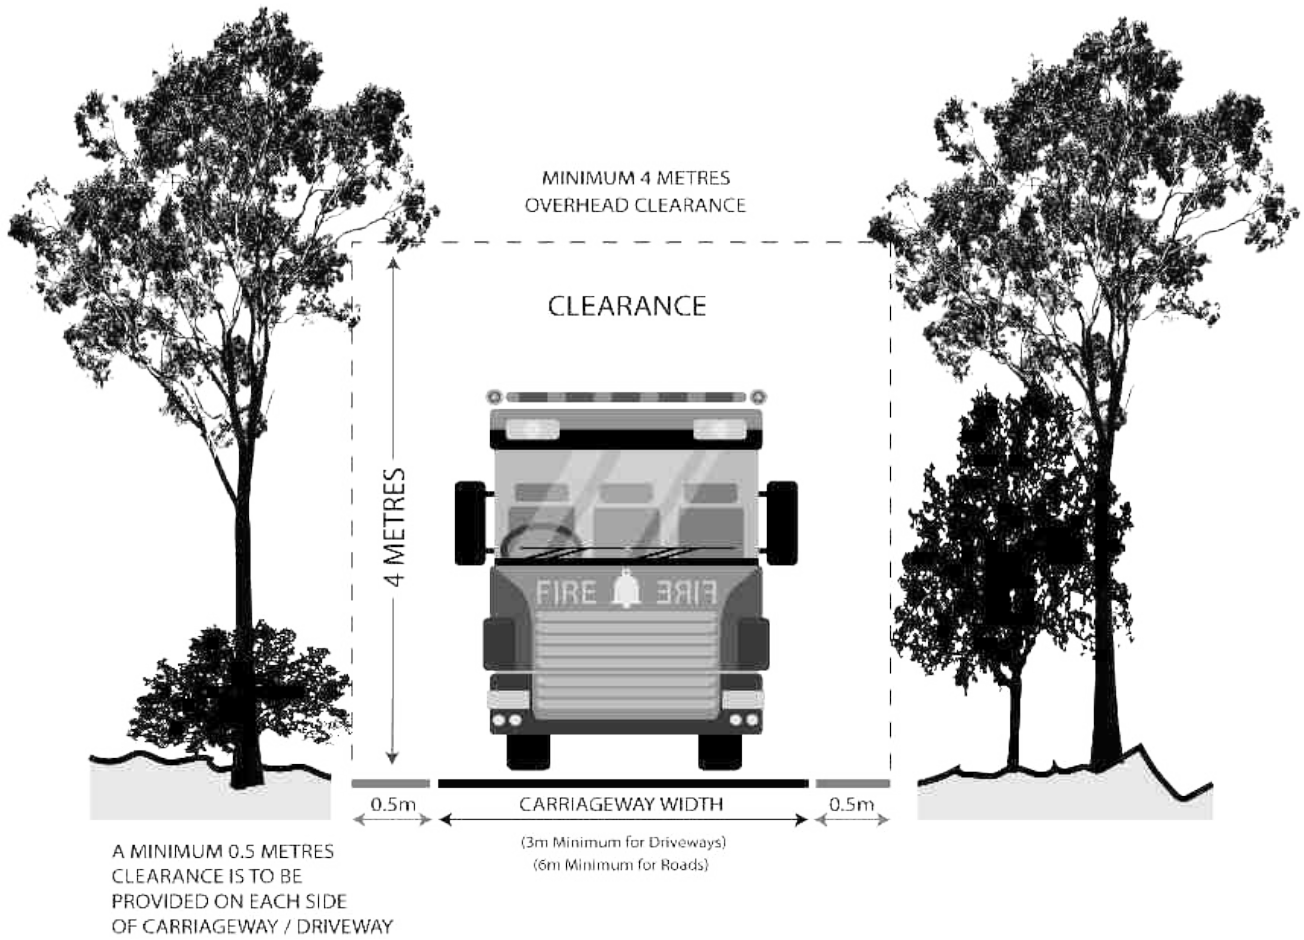 MINIMUM 4 METRES
OVERHEAD CLEARANCE
CLEARANCE
4 METRES
FIRE FIRE
0.5m
CARRIAGEWAY WIDTH
0.5m
(3m Minimum for Driveways)
(6m Minimum for Roads)
A MINIMUM 0.5 METRES
CLEARANCE IS TO BE
PROVIDED ON EACH SIDE
OF CARRIAGEWAY / DRIVEWAY